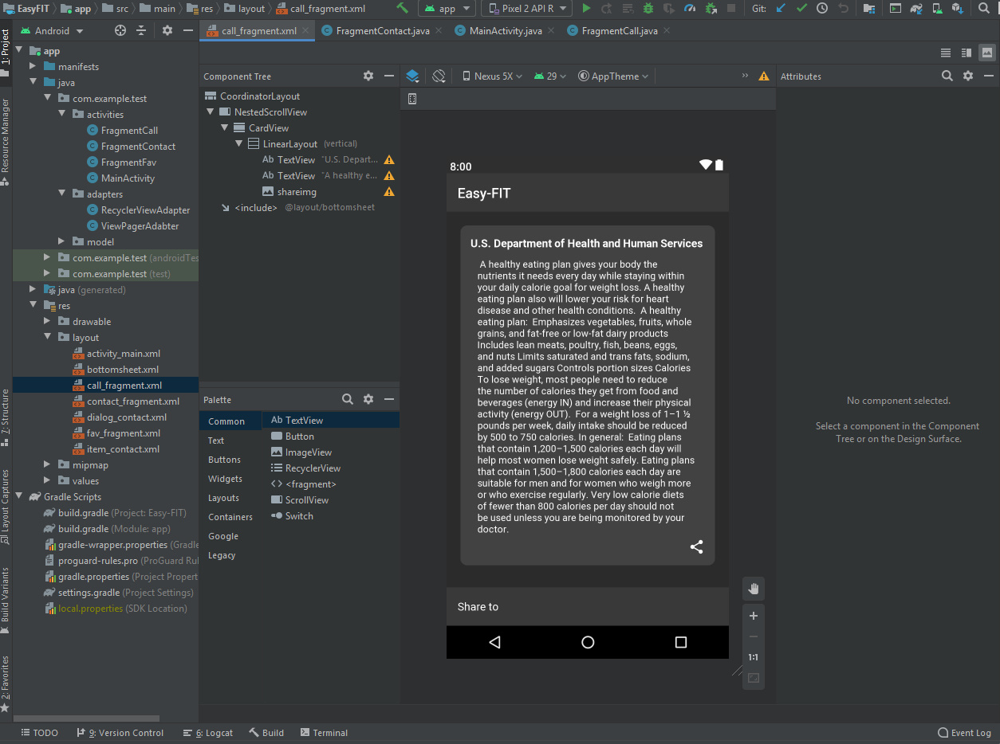 EasyFIT app src main res layout call_fragment.xml app Pixel 2 API R Git:
Android call_fragment.xml FragmentContact.java MainActivity.java FragmentCall.java
1: Project
Resource Manager
7: Structure
Layout Captures
Build Variants
2: Favorites
app
manifests
java
com.example.test
activities
FragmentCall
FragmentContact
FragmentFav
MainActivity
adapters
RecyclerViewAdapter
ViewPagerAdabter
model
com.example.test (androidTes
com.example.test (test)
java (generated)
res
drawable
layout
activity_main.xml
bottomsheet.xml
call_fragment.xml
contact_fragment.xml
dialog_contact.xml
fav_fragment.xml
item_contact.xml
mipmap
values
Gradle Scripts
build.gradle (Project: Easy-FIT)
build.gradle (Module: app)
gradle-wrapper.properties (Gradle
proguard-rules.pro (ProGuard Rul
gradle.properties (Project Propert
settings.gradle (Project Settings)
local.properties (SDK Location)
Component Tree
CoordinatorLayout
NestedScrollView
CardView
LinearLayout (vertical)
Ab TextView "U.S. Depart...
Ab TextView "A healthy e...
shareimg
<include> @layout/bottomsheet
Palette
Common
Text
Buttons
Widgets
Layouts
Containers
Google
Legacy
Ab TextView
Button
ImageView
RecyclerView
<fragment>
ScrollView
Switch
Nexus 5X 29 AppTheme
8:00
Easy-FIT
U.S. Department of Health and Human Services
A healthy eating plan gives your body the
nutrients it needs every day while staying within
your daily calorie goal for weight loss. A healthy
eating plan also will lower your risk for heart
disease and other health conditions. A healthy
eating plan: Emphasizes vegetables, fruits, whole
grains, and fat-free or low-fat dairy products
Includes lean meats, poultry, fish, beans, eggs,
and nuts Limits saturated and trans fats, sodium,
and added sugars Controls portion sizes Calories
To lose weight, most people need to reduce
the number of calories they get from food and
beverages (energy IN) and increase their physical
activity (energy OUT). For a weight loss of 1–1 ½
pounds per week, daily intake should be reduced
by 500 to 750 calories. In general: Eating plans
that contain 1,200–1,500 calories each day will
help most women lose weight safely. Eating plans
that contain 1,500–1,800 calories each day are
suitable for men and for women who weigh more
or who exercise regularly. Very low calorie diets
of fewer than 800 calories per day should not
be used unless you are being monitored by your
doctor.
Share to
1:1
Attributes
No component selected.
Select a component in the Component
Tree or on the Design Surface.
TODO 9: Version Control 6: Logcat Build Terminal Event Log